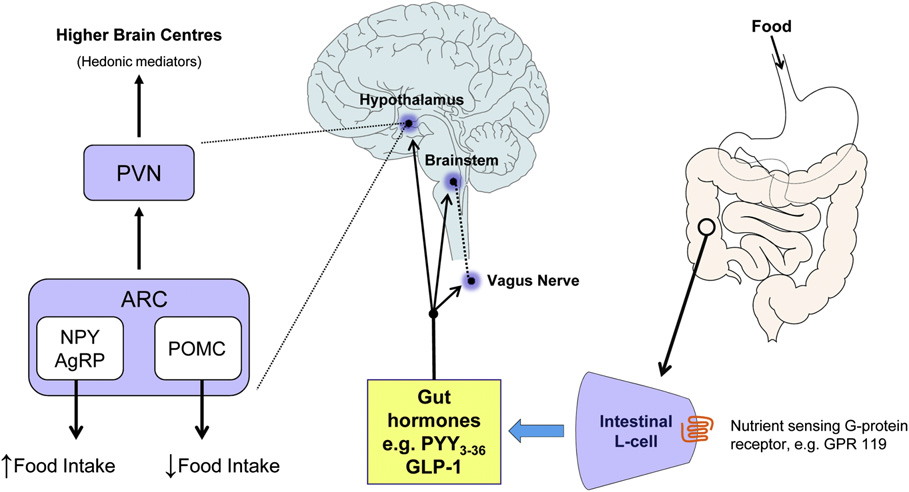 Higher Brain Centres
(Hedonic mediators)
PVN
ARC
NPY
AgRP
POMC
↑Food Intake
↓Food Intake
Hypothalamus
Brainstem
Vagus Nerve
Gut
hormones
e.g. PYY3-36
GLP-1
Food
Intestinal
L-cell
Nutrient sensing G-protein
receptor, e.g. GPR 119